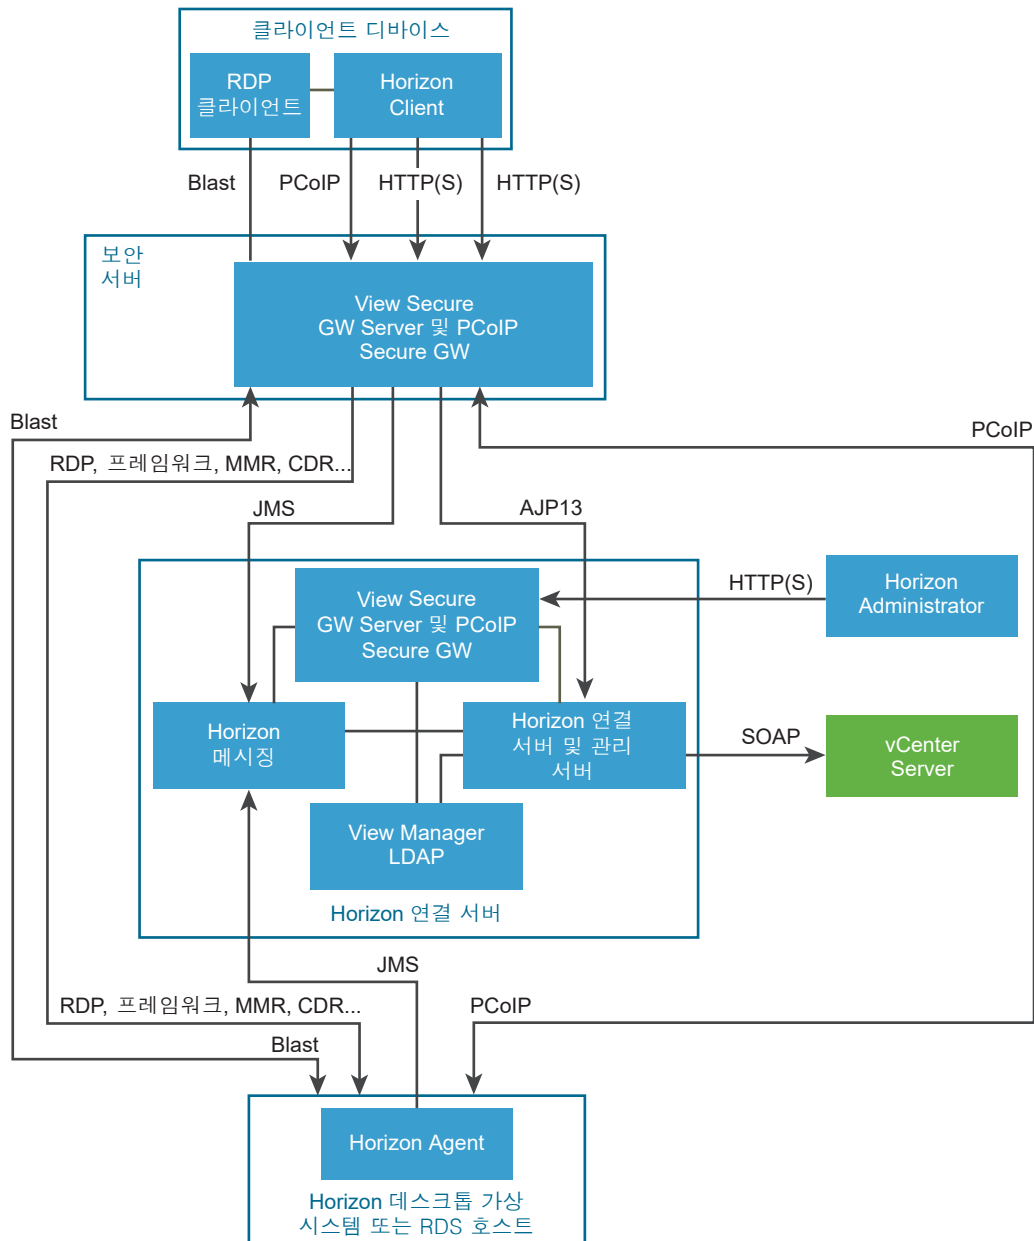 클라이언트 디바이스
RDP
클라이언트
Horizon
Client
Blast
PCoIP
HTTP(S)
HTTP(S)
보안
서버
View Secure
GW Server 및 PCoIP
Secure GW
Blast
PCoIP
RDP, 프레임워크, MMR, CDR...
JMS
AJP13
View Secure
GW Server 및 PCoIP
Secure GW
HTTP(S)
Horizon
Administrator
Horizon
메시징
Horizon 연결
서버 및 관리
서버
SOAP
vCenter
Server
View Manager
LDAP
Horizon 연결 서버
JMS
RDP, 프레임워크, MMR, CDR...
PCoIP
Blast
Horizon Agent
Horizon 데스크톱 가상
시스템 또는 RDS 호스트